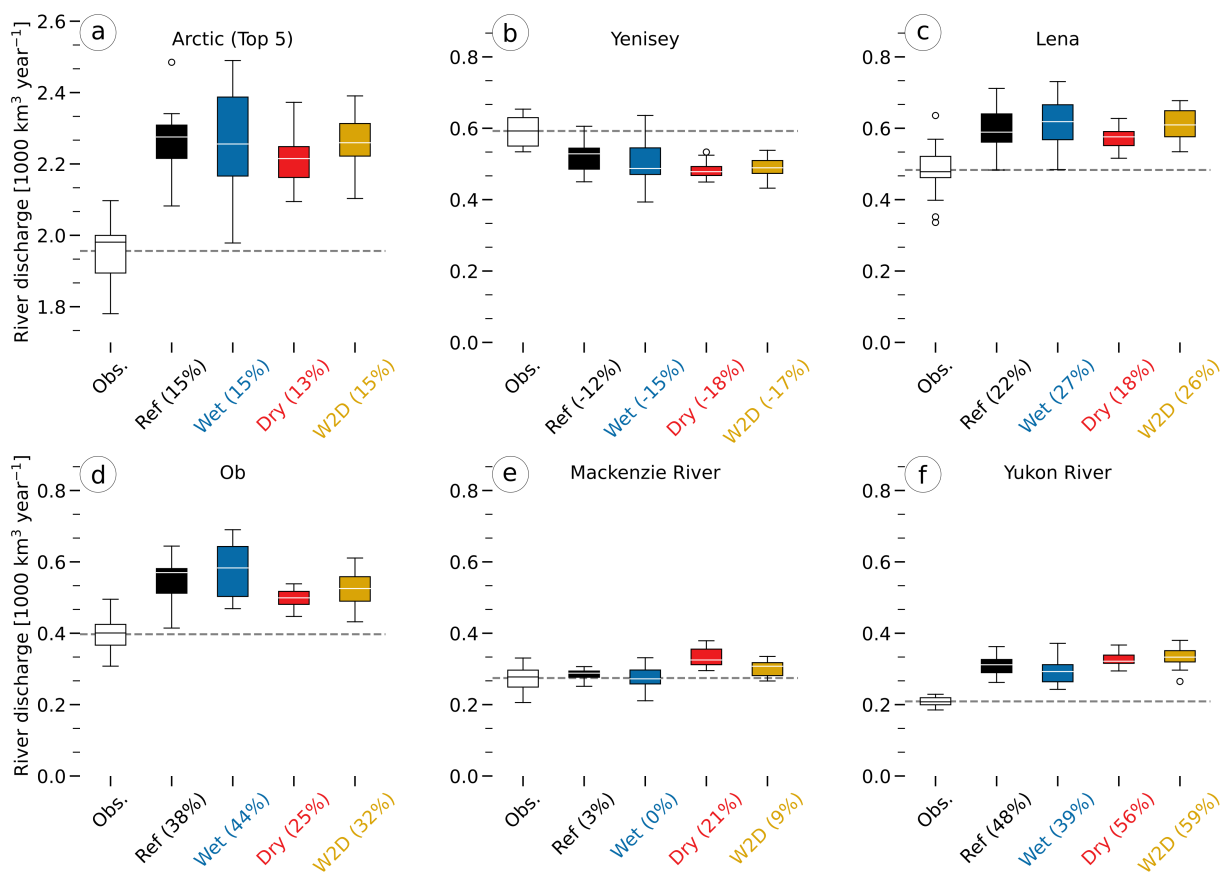 a
Arctic (Top 5)
River discharge [1000 km³ year⁻¹]
2.6
2.4
2.2
2.0
1.8
Obs.
Ref (15%)
Wet (15%)
Dry (13%)
W2D (15%)
b
Yenisey
0.8
0.6
0.4
0.2
0.0
Obs.
Ref (-12%)
Wet (-15%)
Dry (-18%)
W2D (-17%)
c
Lena
0.8
0.6
0.4
0.2
0.0
Obs.
Ref (22%)
Wet (27%)
Dry (18%)
W2D (26%)
d
Ob
River discharge [1000 km³ year⁻¹]
0.8
0.6
0.4
0.2
0.0
Obs.
Ref (38%)
Wet (44%)
Dry (25%)
W2D (32%)
e
Mackenzie River
0.8
0.6
0.4
0.2
0.0
Obs.
Ref (3%)
Wet (0%)
Dry (21%)
W2D (9%)
f
Yukon River
0.8
0.6
0.4
0.2
0.0
Obs.
Ref (48%)
Wet (39%)
Dry (56%)
W2D (59%)